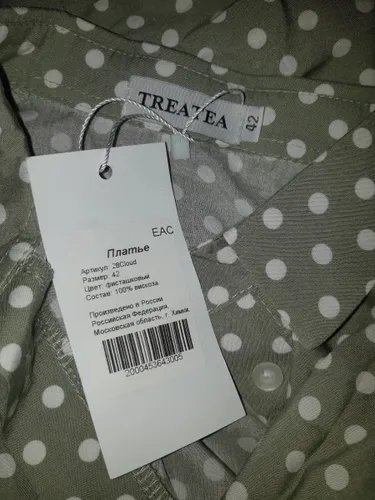 TREATEA
42
EAC
Платье
Артикул: 28Cloud
Размер: 42
Цвет: фисташковый
Состав: 100% вискоза
Произведено в России
Российская Федерация,
Московская область, г. Химки,
2000453643005